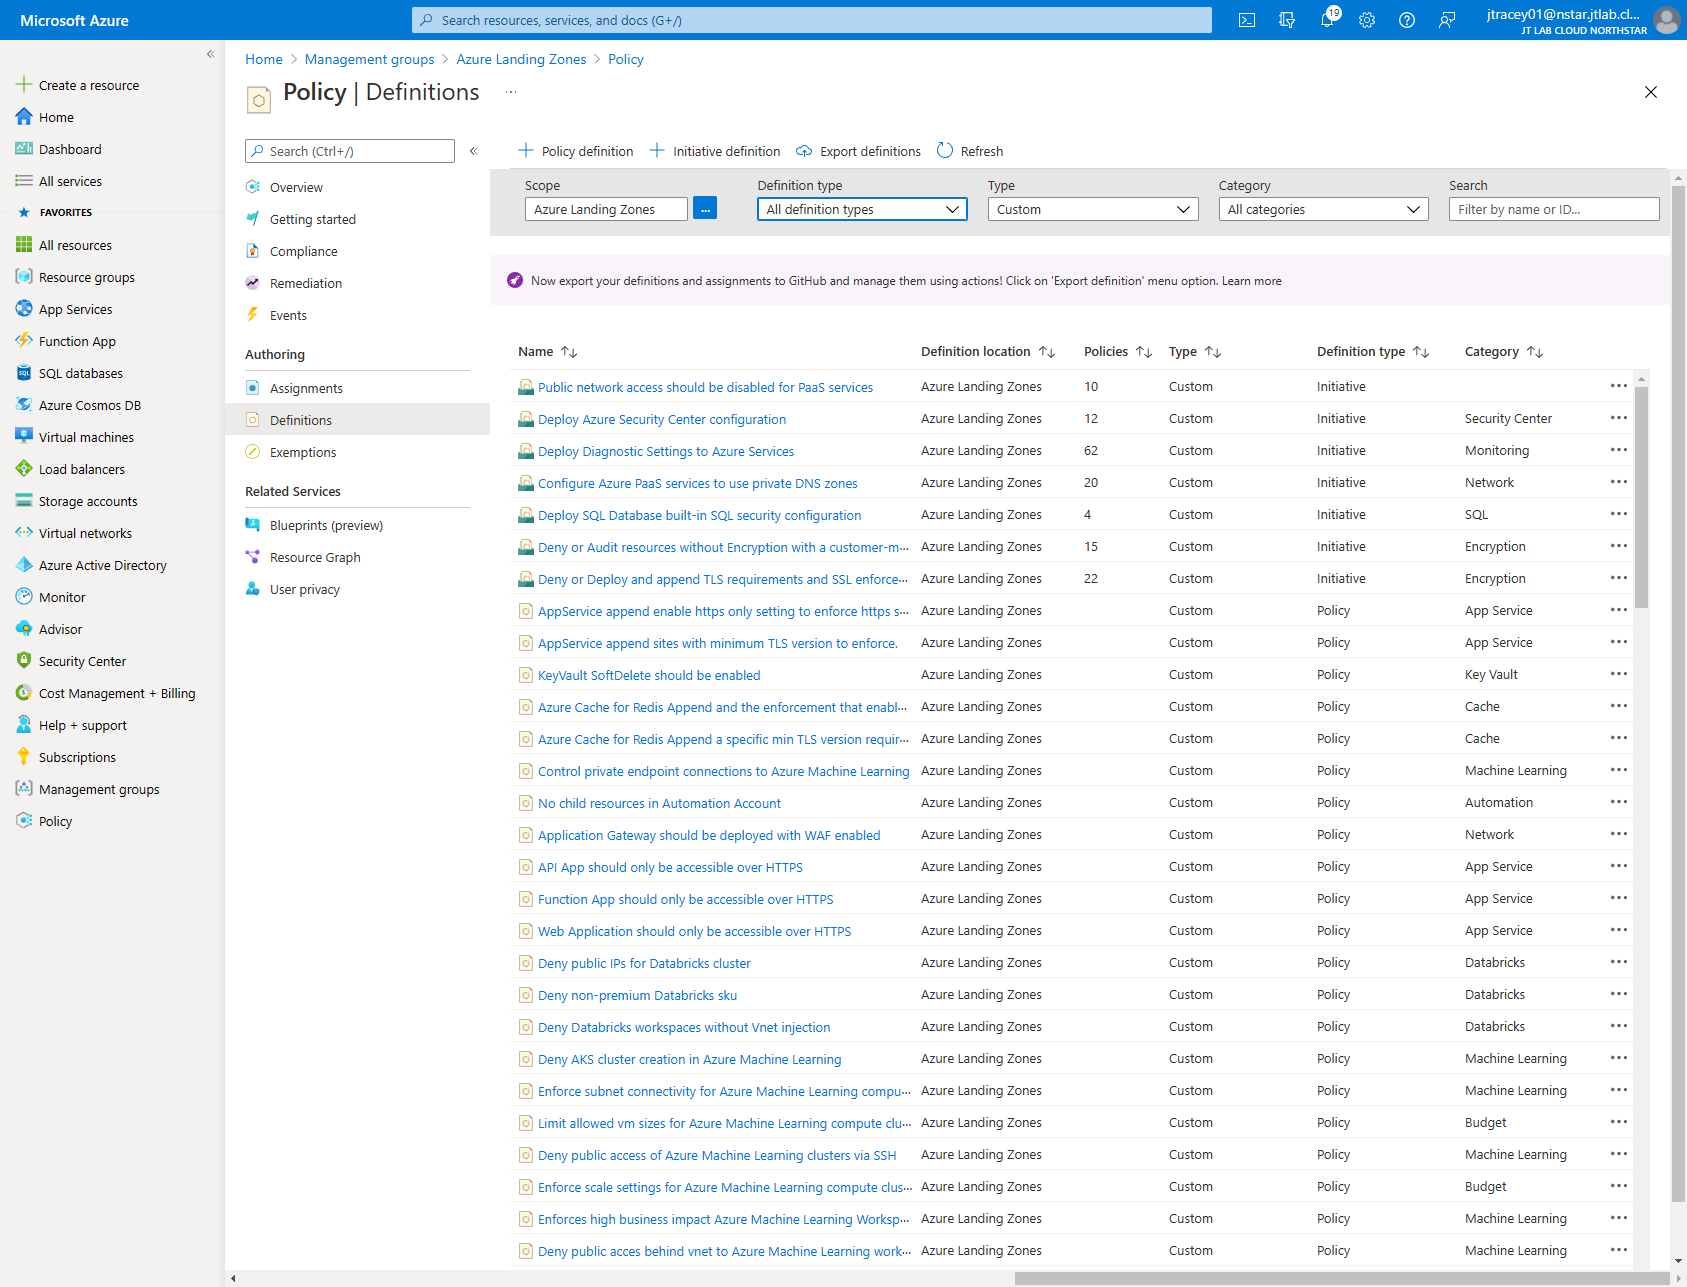 Microsoft Azure
Search resources, services, and docs (G+/)
19
jtracey01@nstar.jtlab.cl...
JT LAB CLOUD NORTHSTAR
«
Create a resource
Home
Dashboard
All services
FAVORITES
All resources
Resource groups
App Services
Function App
SQL databases
Azure Cosmos DB
Virtual machines
Load balancers
Storage accounts
Virtual networks
Azure Active Directory
Monitor
Advisor
Security Center
Cost Management + Billing
Help + support
Subscriptions
Management groups
Policy
Home > Management groups > Azure Landing Zones > Policy
Policy | Definitions ...
Search (Ctrl+/) «
Overview
Getting started
Compliance
Remediation
Events
Authoring
Assignments
Definitions
Exemptions
Related Services
Blueprints (preview)
Resource Graph
User privacy
Policy definition Initiative definition Export definitions Refresh
Scope Definition type Type Category Search
Azure Landing Zones ... All definition types Custom All categories Filter by name or ID...
Now export your definitions and assignments to GitHub and manage them using actions! Click on 'Export definition' menu option. Learn more
Name ↑↓ Definition location ↑↓ Policies ↑↓ Type ↑↓ Definition type ↑↓ Category ↑↓
Public network access should be disabled for PaaS services Azure Landing Zones 10 Custom Initiative ...
Deploy Azure Security Center configuration Azure Landing Zones 12 Custom Initiative Security Center ...
Deploy Diagnostic Settings to Azure Services Azure Landing Zones 62 Custom Initiative Monitoring ...
Configure Azure PaaS services to use private DNS zones Azure Landing Zones 20 Custom Initiative Network ...
Deploy SQL Database built-in SQL security configuration Azure Landing Zones 4 Custom Initiative SQL ...
Deny or Audit resources without Encryption with a customer-m... Azure Landing Zones 15 Custom Initiative Encryption ...
Deny or Deploy and append TLS requirements and SSL enforce... Azure Landing Zones 22 Custom Initiative Encryption ...
AppService append enable https only setting to enforce https s... Azure Landing Zones Custom Policy App Service ...
AppService append sites with minimum TLS version to enforce. Azure Landing Zones Custom Policy App Service ...
KeyVault SoftDelete should be enabled Azure Landing Zones Custom Policy Key Vault ...
Azure Cache for Redis Append and the enforcement that enabl... Azure Landing Zones Custom Policy Cache ...
Azure Cache for Redis Append a specific min TLS version requir... Azure Landing Zones Custom Policy Cache ...
Control private endpoint connections to Azure Machine Learning Azure Landing Zones Custom Policy Machine Learning ...
No child resources in Automation Account Azure Landing Zones Custom Policy Automation ...
Application Gateway should be deployed with WAF enabled Azure Landing Zones Custom Policy Network ...
API App should only be accessible over HTTPS Azure Landing Zones Custom Policy App Service ...
Function App should only be accessible over HTTPS Azure Landing Zones Custom Policy App Service ...
Web Application should only be accessible over HTTPS Azure Landing Zones Custom Policy App Service ...
Deny public IPs for Databricks cluster Azure Landing Zones Custom Policy Databricks ...
Deny non-premium Databricks sku Azure Landing Zones Custom Policy Databricks ...
Deny Databricks workspaces without Vnet injection Azure Landing Zones Custom Policy Databricks ...
Deny AKS cluster creation in Azure Machine Learning Azure Landing Zones Custom Policy Machine Learning ...
Enforce subnet connectivity for Azure Machine Learning compu... Azure Landing Zones Custom Policy Machine Learning ...
Limit allowed vm sizes for Azure Machine Learning compute clu... Azure Landing Zones Custom Policy Budget ...
Deny public access of Azure Machine Learning clusters via SSH Azure Landing Zones Custom Policy Machine Learning ...
Enforce scale settings for Azure Machine Learning compute clus... Azure Landing Zones Custom Policy Budget ...
Enforces high business impact Azure Machine Learning Worksp... Azure Landing Zones Custom Policy Machine Learning ...
Deny public acces behind vnet to Azure Machine Learning work... Azure Landing Zones Custom Policy Machine Learning ...